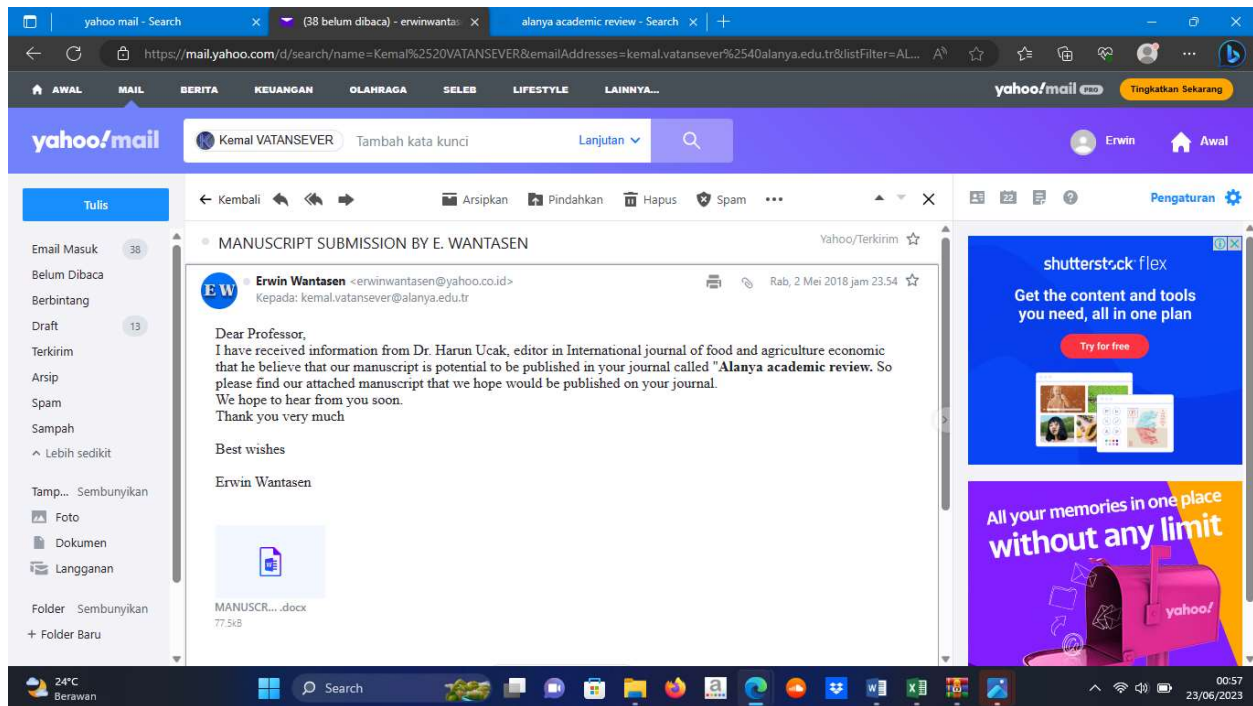 yahoo mail - Search
(38 belum dibaca) - erwinwantas
alanya academic review - Search
https://mail.yahoo.com/d/search/name=Kemal%2520VATANSEVER&emailAddresses=kemal.vatansever%2540alanya.edu.tr&listFilter=AL...
AWAL MAIL BERITA KEUANGAN OLAHRAGA SELEB LIFESTYLE LAINNYA...
yahoo!mail PRO Tingkatkan Sekarang
yahoo!mail
Kemal VATANSEVER Tambah kata kunci Lanjutan
Erwin Awal
Tulis
Email Masuk 38
Belum Dibaca
Berbintang
Draft 13
Terkirim
Arsip
Spam
Sampah
Lebih sedikit
Tamp... Sembunyikan
Foto
Dokumen
Langganan
Folder Sembunyikan
+ Folder Baru
Kembali Arsipkan Pindahkan Hapus Spam
MANUSCRIPT SUBMISSION BY E. WANTASEN Yahoo/Terkirim
EW
Erwin Wantasen <erwinwantasen@yahoo.co.id> Rab, 2 Mei 2018 jam 23.54
Kepada: kemal.vatansever@alanya.edu.tr
Dear Professor,
I have received information from Dr. Harun Ucak, editor in International journal of food and agriculture economic
that he believe that our manuscript is potential to be published in your journal called "Alanya academic review. So
please find our attached manuscript that we hope would be published on your journal.
We hope to hear from you soon.
Thank you very much
Best wishes
Erwin Wantasen
MANUSCR... .docx
77.5kB
22
Pengaturan
shutterstock flex
Get the content and tools
you need, all in one plan
Try for free
All your memories in one place
without any limit
yahoo!
24°C
Berawan
Search
00:57
23/06/2023